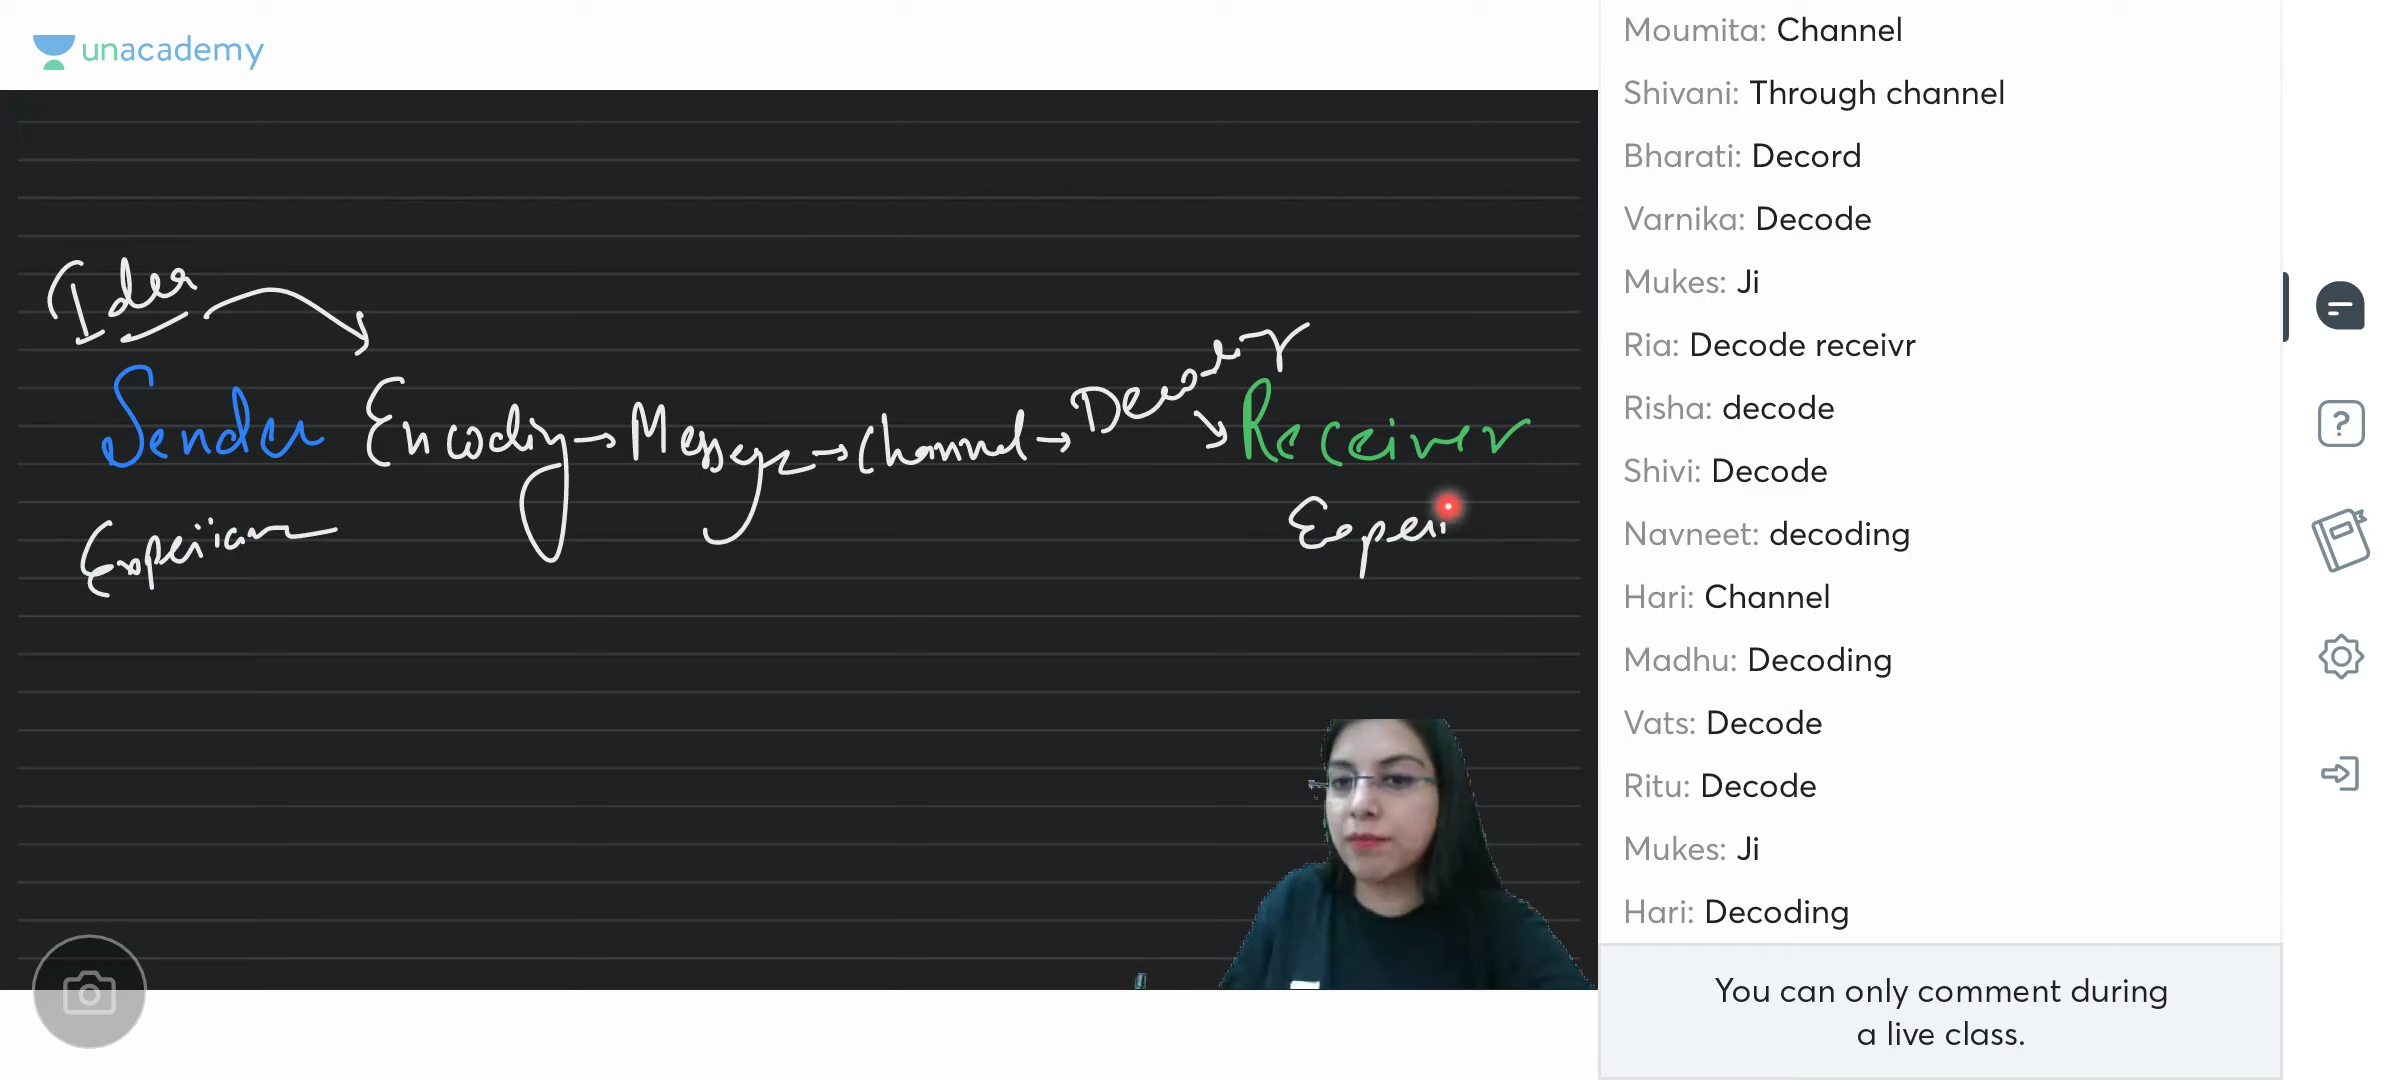 unacademy
Idea
Sender Encoding → Message → Channel → Decoding → Receiver
Experi
Moumita: Channel
Shivani: Through channel
Bharati: Decord
Varnika: Decode
Mukes: Ji
Ria: Decode receivr
Risha: decode
Shivi: Decode
Navneet: decoding
Hari: Channel
Madhu: Decoding
Vats: Decode
Ritu: Decode
Mukes: Ji
Hari: Decoding
You can only comment during
a live class.